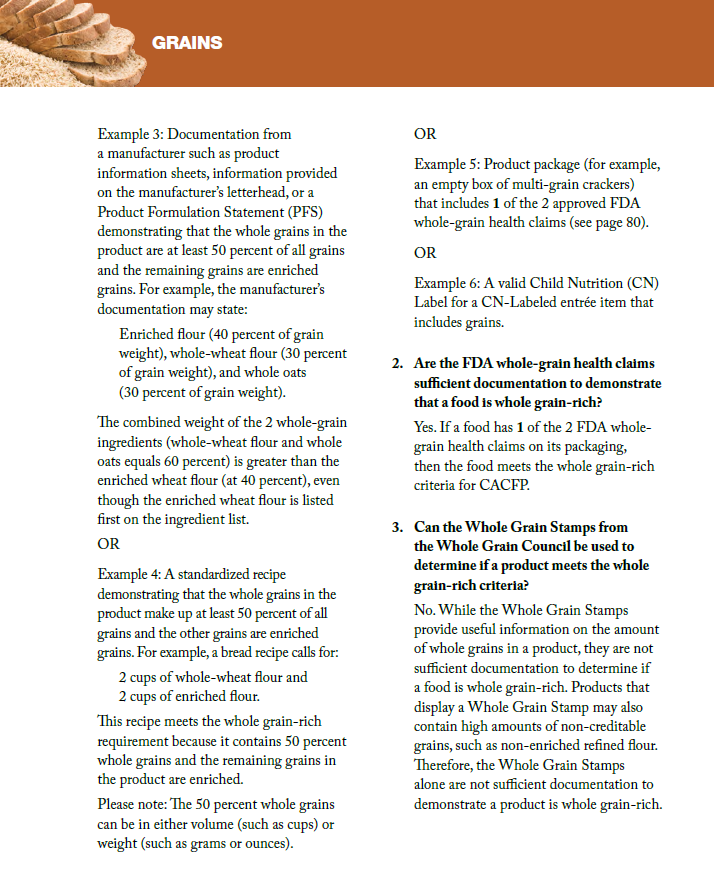 GRAINS
Example 3: Documentation from
a manufacturer such as product
information sheets, information provided
on the manufacturer's letterhead, or a
Product Formulation Statement (PFS)
demonstrating that the whole grains in the
product are at least 50 percent of all grains
and the remaining grains are enriched
grains. For example, the manufacturer's
documentation may state:
Enriched flour (40 percent of grain
weight), whole-wheat flour (30 percent
of grain weight), and whole oats
(30 percent of grain weight).
The combined weight of the 2 whole-grain
ingredients (whole-wheat flour and whole
oats equals 60 percent) is greater than the
enriched wheat flour (at 40 percent), even
though the enriched wheat flour is listed
first on the ingredient list.
OR
Example 4: A standardized recipe
demonstrating that the whole grains in the
product make up at least 50 percent of all
grains and the other grains are enriched
grains. For example, a bread recipe calls for:
2 cups of whole-wheat flour and
2 cups of enriched flour.
This recipe meets the whole grain-rich
requirement because it contains 50 percent
whole grains and the remaining grains in
the product are enriched.
Please note: The 50 percent whole grains
can be in either volume (such as cups) or
weight (such as grams or ounces).
OR
Example 5: Product package (for example,
an empty box of multi-grain crackers)
that includes 1 of the 2 approved FDA
whole-grain health claims (see page 80).
OR
Example 6: A valid Child Nutrition (CN)
Label for a CN-Labeled entrée item that
includes grains.
2. Are the FDA whole-grain health claims
sufficient documentation to demonstrate
that a food is whole grain-rich?
Yes. If a food has 1 of the 2 FDA whole-
grain health claims on its packaging,
then the food meets the whole grain-rich
criteria for CACFP.
3. Can the Whole Grain Stamps from
the Whole Grain Council be used to
determine if a product meets the whole
grain-rich criteria?
No. While the Whole Grain Stamps
provide useful information on the amount
of whole grains in a product, they are not
sufficient documentation to determine if
a food is whole grain-rich. Products that
display a Whole Grain Stamp may also
contain high amounts of non-creditable
grains, such as non-enriched refined flour.
Therefore, the Whole Grain Stamps
alone are not sufficient documentation to
demonstrate a product is whole grain-rich.